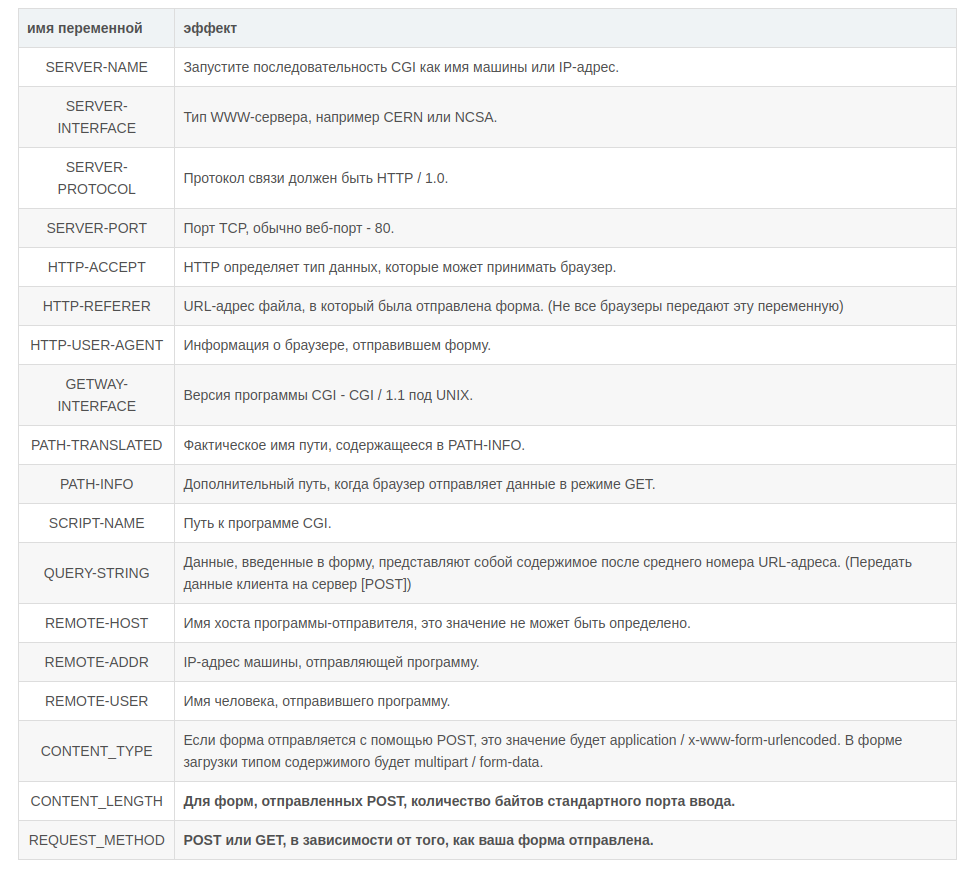 имя переменной эффект
SERVER-NAME Запустите последовательность CGI как имя машины или IP-адрес.
SERVER-
INTERFACE
Тип WWW-сервера, например CERN или NCSA.
SERVER-
PROTOCOL
Протокол связи должен быть HTTP / 1.0.
SERVER-PORT Порт TCP, обычно веб-порт - 80.
HTTP-ACCEPT HTTP определяет тип данных, которые может принимать браузер.
HTTP-REFERER URL-адрес файла, в который была отправлена форма. (Не все браузеры передают эту переменную)
HTTP-USER-AGENT Информация о браузере, отправившем форму.
GETWAY-
INTERFACE
Версия программы CGI - CGI / 1.1 под UNIX.
PATH-TRANSLATED Фактическое имя пути, содержащееся в PATH-INFO.
PATH-INFO Дополнительный путь, когда браузер отправляет данные в режиме GET.
SCRIPT-NAME Путь к программе CGI.
QUERY-STRING
Данные, введенные в форму, представляют собой содержимое после среднего номера URL-адреса. (Передать
данные клиента на сервер [POST])
REMOTE-HOST Имя хоста программы-отправителя, это значение не может быть определено.
REMOTE-ADDR IP-адрес машины, отправляющей программу.
REMOTE-USER Имя человека, отправившего программу.
CONTENT_TYPE
Если форма отправляется с помощью POST, это значение будет application / x-www-form-urlencoded. В форме
загрузки типом содержимого будет multipart / form-data.
CONTENT_LENGTH Для форм, отправленных POST, количество байтов стандартного порта ввода.
REQUEST_METHOD POST или GET, в зависимости от того, как ваша форма отправлена.